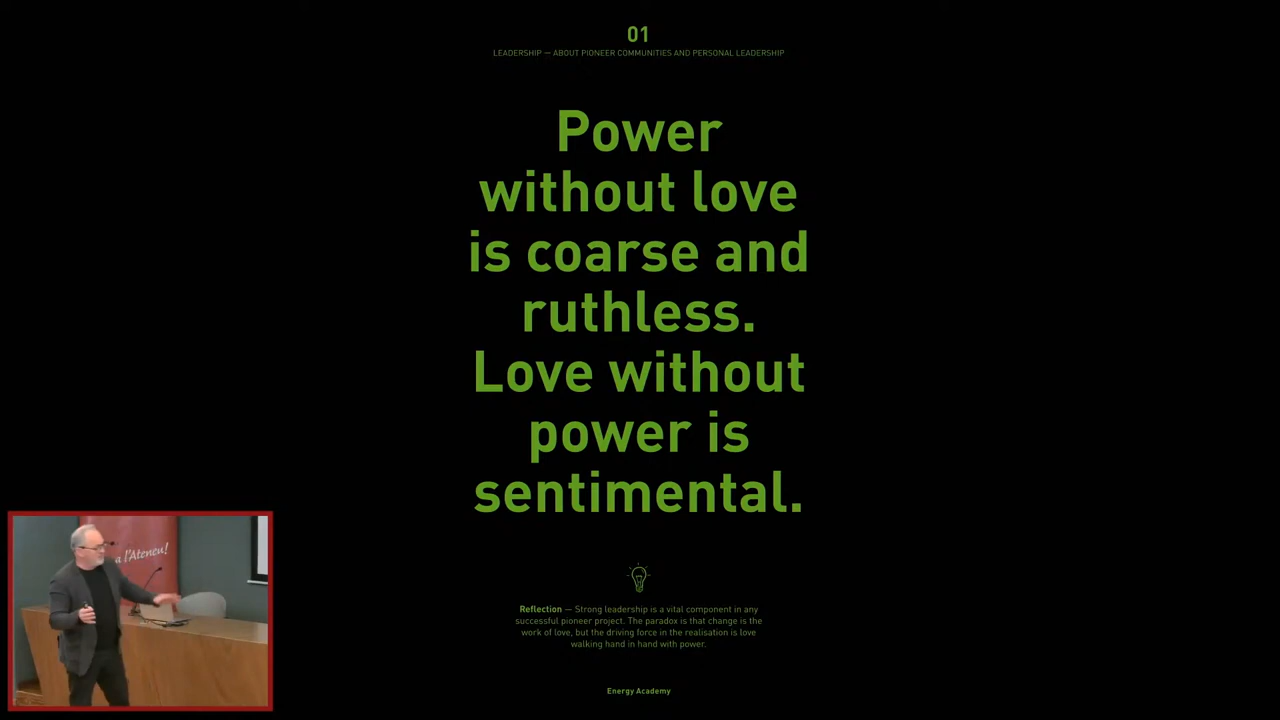 01
LEADERSHIP — ABOUT PIONEER COMMUNITIES AND PERSONAL LEADERSHIP
Power
without love
is coarse and
ruthless.
Love without
power is
sentimental.
Reflection — Strong leadership is a vital component in any
successful pioneer project. The paradox is that change is the
work of love, but the driving force in the realisation is love
walking hand in hand with power.
Energy Academy
a l'Ateneu!